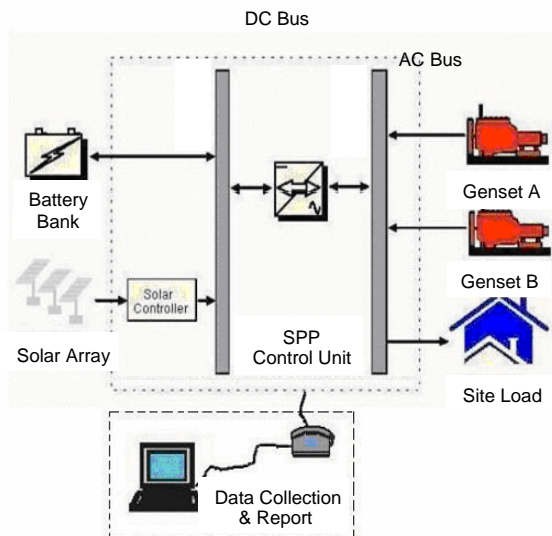 DC Bus
AC Bus
Battery
Bank
Genset A
Genset B
Solar
Controller
Solar Array
SPP
Control Unit
Site Load
Data Collection
& Report